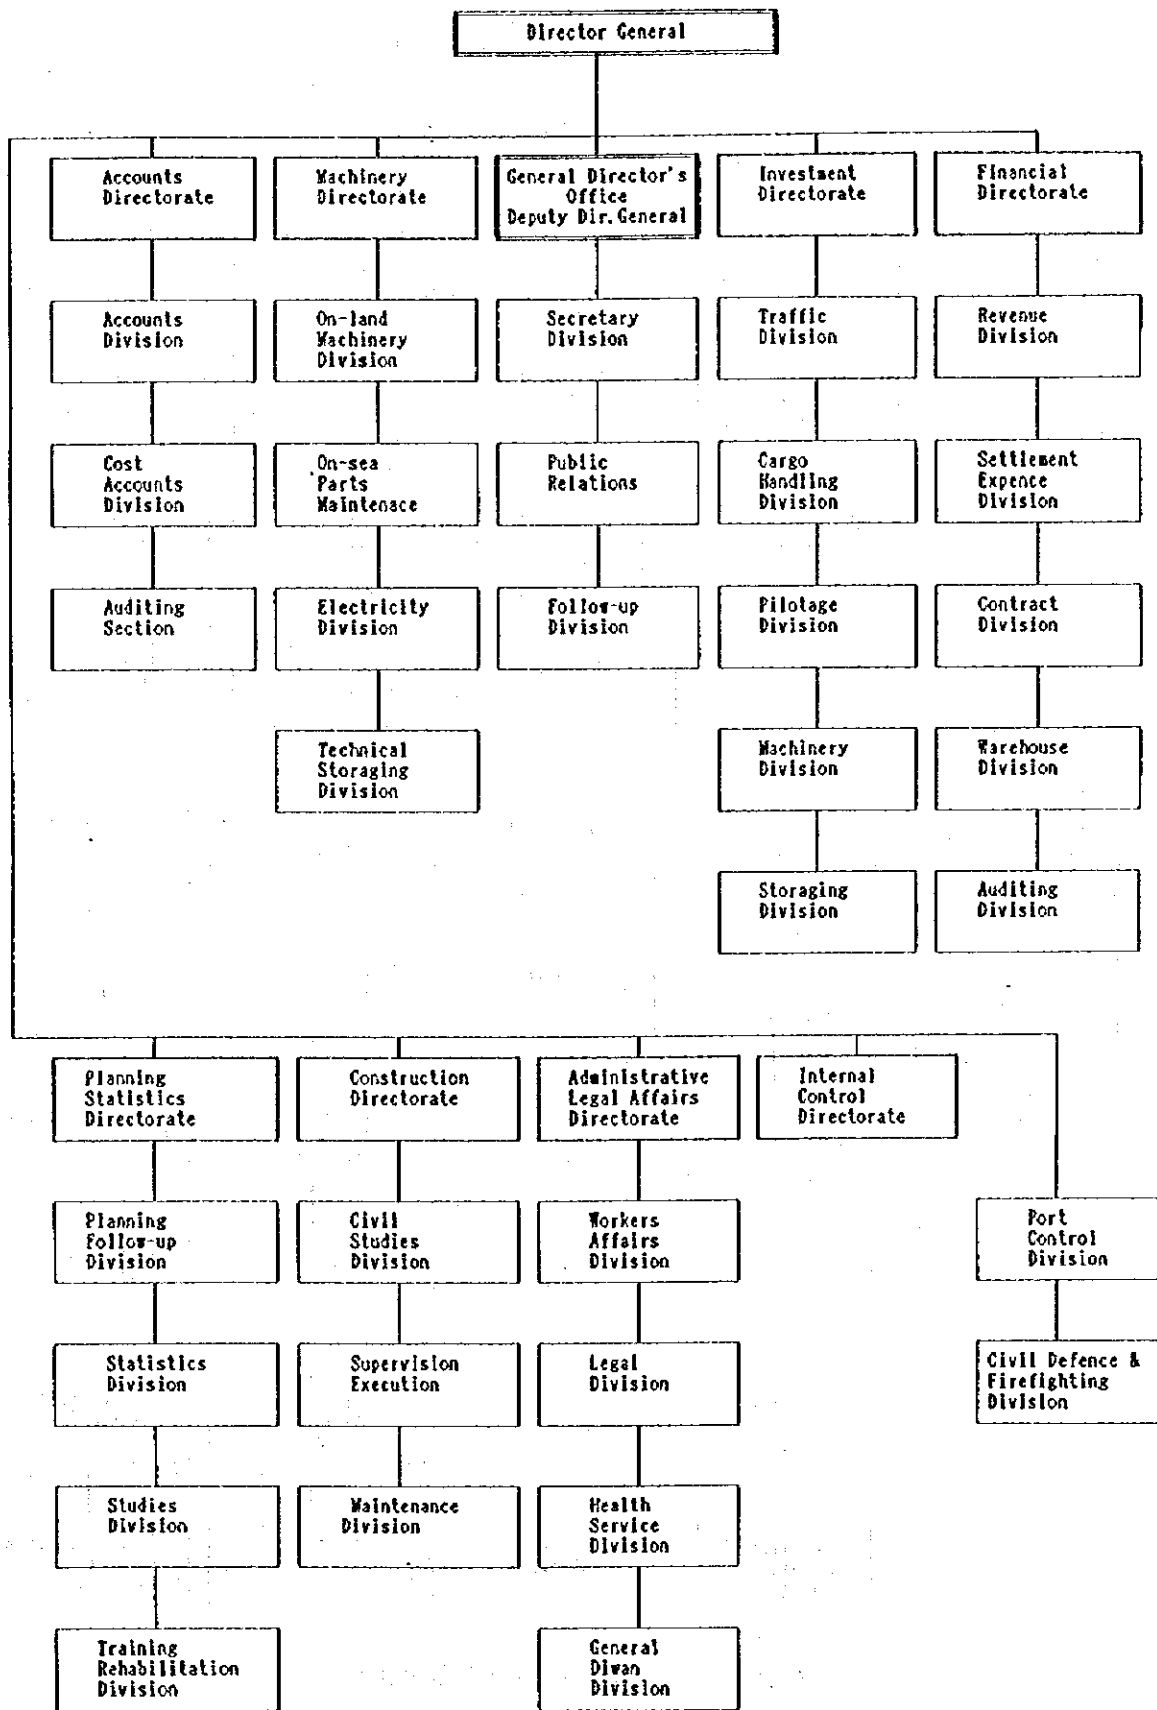 Director General
Accounts
Directorate
Machinery
Directorate
General Director's
Office
Deputy Dir.General
Investment
Directorate
Financial
Directorate
Accounts
Division
On-land
Machinery
Division
Secretary
Division
Traffic
Division
Revenue
Division
Cost
Accounts
Division
On-sea
Parts
Maintenace
Public
Relations
Cargo
Handling
Division
Settlement
Expence
Division
Auditing
Section
Electricity
Division
Follow-up
Division
Pilotage
Division
Contract
Division
Technical
Storaging
Division
Machinery
Division
Warehouse
Division
Storaging
Division
Auditing
Division
Planning
Statistics
Directorate
Construction
Directorate
Administrative
Legal Affairs
Directorate
Internal
Control
Directorate
Planning
Follow-up
Division
Civil
Studies
Division
Workers
Affairs
Division
Port
Control
Division
Statistics
Division
Supervision
Execution
Legal
Division
Civil Defence &
Firefighting
Division
Studies
Division
Maintenance
Division
Health
Service
Division
Training
Rehabilitation
Division
General
Diwan
Division